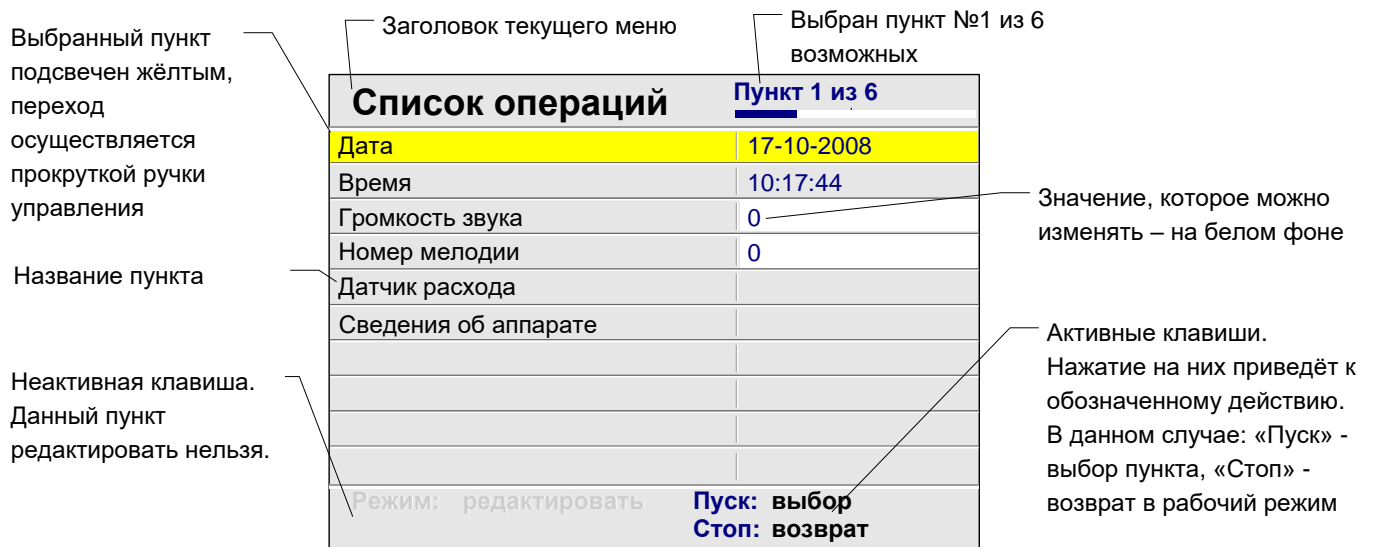 Заголовок текущего меню
Выбран пункт №1 из 6
возможных
Выбранный пункт
подсвечен жёлтым,
переход
осуществляется
прокруткой ручки
управления
Название пункта
Неактивная клавиша.
Данный пункт
редактировать нельзя.
Список операций
Пункт 1 из 6
Дата 17-10-2008
Время 10:17:44
Громкость звука 0
Номер мелодии 0
Датчик расхода
Сведения об аппарате
Режим: редактировать Пуск: выбор
Стоп: возврат
Значение, которое можно
изменять – на белом фоне
Активные клавиши.
Нажатие на них приведёт к
обозначенному действию.
В данном случае: «Пуск» -
выбор пункта, «Стоп» -
возврат в рабочий режим